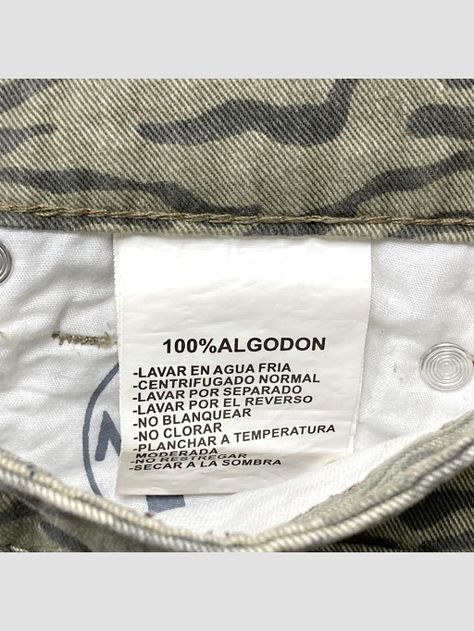 100%ALGODON
-LAVAR EN AGUA FRIA
-CENTRIFUGADO NORMAL
-LAVAR POR SEPARADO
-LAVAR POR EL REVERSO
-NO BLANQUEAR
-NO CLORAR
-PLANCHAR A TEMPERATURA
MODERADA
-NO RESTREGAR
-SECAR A LA SOMBRA